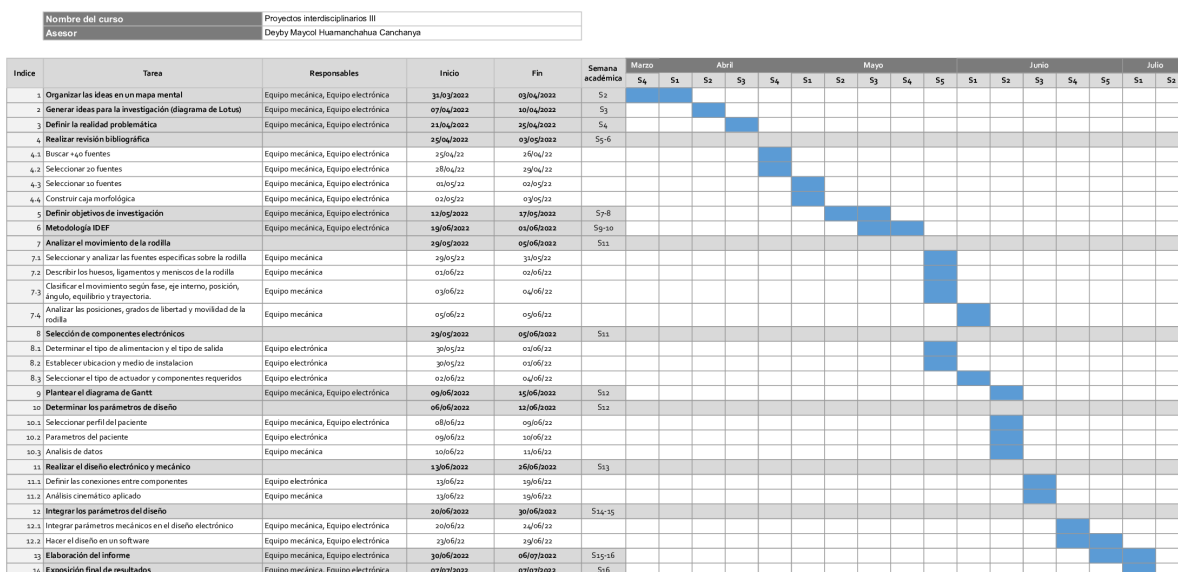 Nombre del curso Proyectos interdisciplinarios III
Asesor Deyby Maycol Huamanchahua Canchanya
Indice Tarea Responsables Inicio Fin Semana académica Marzo Abril Mayo Junio Julio
S4 S1 S2 S3 S4 S1 S2 S3 S4 S5 S1 S2 S3 S4 S5 S1 S2
1 Organizar las ideas en un mapa mental Equipo mecánica, Equipo electrónica 31/03/2022 03/04/2022 S2
2 Generar ideas para la investigación (diagrama de Lotus) Equipo mecánica, Equipo electrónica 07/04/2022 10/04/2022 S3
3 Definir la realidad problemática Equipo mecánica, Equipo electrónica 21/04/2022 25/04/2022 S4
4 Realizar revisión bibliográfica 25/04/2022 03/05/2022 S5-6
4.1 Buscar +40 fuentes Equipo mecánica, Equipo electrónica 25/04/22 26/04/22
4.2 Seleccionar 20 fuentes Equipo mecánica, Equipo electrónica 28/04/22 29/04/22
4.3 Seleccionar 10 fuentes Equipo mecánica, Equipo electrónica 01/05/22 02/05/22
4.4 Construir caja morfológica Equipo mecánica, Equipo electrónica 02/05/22 03/05/22
5 Definir objetivos de investigación Equipo mecánica, Equipo electrónica 12/05/2022 17/05/2022 S7-8
6 Metodología IDEF Equipo mecánica, Equipo electrónica 19/06/2022 01/06/2022 S9-10
7 Analizar el movimiento de la rodilla 29/05/2022 05/06/2022 S11
7.1 Seleccionar y analizar las fuentes especificas sobre la rodilla Equipo mecánica 29/05/22 31/05/22
7.2 Describir los huesos, ligamentos y meniscos de la rodilla Equipo mecánica 01/06/22 02/06/22
7.3 Clasificar el movimiento según fase, eje interno, posición,
ángulo, equilibrio y trayectoria. Equipo mecánica 03/06/22 04/06/22
7.4 Analizar las posiciones, grados de libertad y movilidad de la
rodilla Equipo mecánica 05/06/22 05/06/22
8 Selección de componentes electrónicos 29/05/2022 05/06/2022 S11
8.1 Determinar el tipo de alimentación y el tipo de salida Equipo electrónica 30/05/22 01/06/22
8.2 Establecer ubicacion y medio de instalacion Equipo electrónica 30/05/22 01/06/22
8.3 Seleccionar el tipo de actuador y componentes requeridos Equipo electrónica 02/06/22 04/06/22
9 Plantear el diagrama de Gantt Equipo mecánica, Equipo electrónica 09/06/2022 15/06/2022 S12
10 Determinar los parámetros de diseño 06/06/2022 12/06/2022 S12
10.1 Seleccionar perfil del paciente Equipo mecánica, Equipo electrónica 08/06/22 09/06/22
10.2 Parametros del paciente Equipo electrónica 09/06/22 10/06/22
10.3 Analisis de datos Equipo mecánica 10/06/22 11/06/22
11 Realizar el diseño electrónico y mecánico 13/06/2022 26/06/2022 S13
11.1 Definir las conexiones entre componentes Equipo electrónica 13/06/22 19/06/22
11.2 Análisis cinemático aplicado Equipo mecánica 13/06/22 19/06/22
12 Integrar los parámetros del diseño 20/06/2022 30/06/2022 S14-15
12.1 Integrar parámetros mecánicos en el diseño electrónico Equipo mecánica, Equipo electrónica 20/06/22 24/06/22
12.2 Hacer el diseño en un software Equipo mecánica, Equipo electrónica 23/06/22 29/06/22
13 Elaboración del informe Equipo mecánica, Equipo electrónica 30/06/2022 06/07/2022 S15-16
14 Exposición final de resultados Equipo mecánica, Equipo electrónica 07/07/2022 07/07/2022 S16